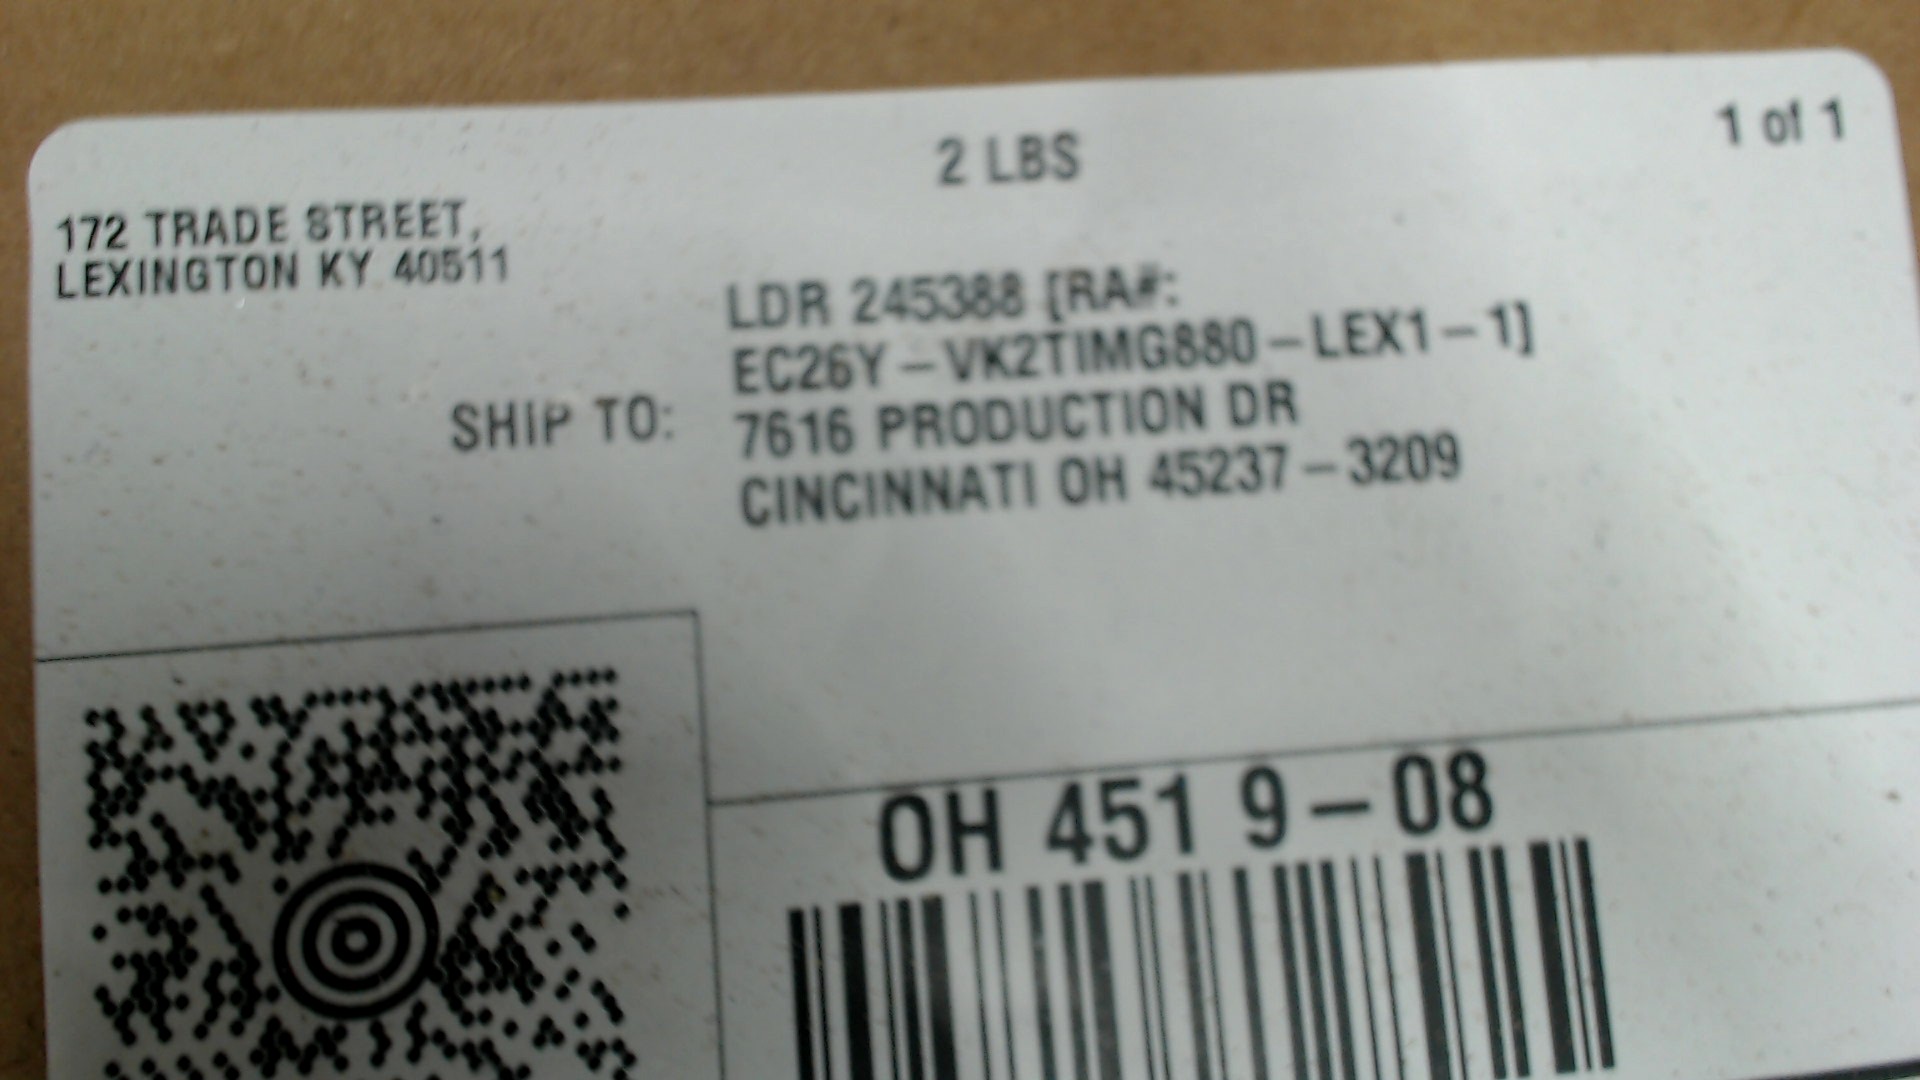 1 of 1
2 LBS
172 TRADE STREET,
LEXINGTON KY 40511
LDR 245388 [RA#:
EC26Y-VK2TIMG880-LEX1-1]
SHIP TO: 7616 PRODUCTION DR
CINCINNATI OH 45237-3209
OH 451 9-08